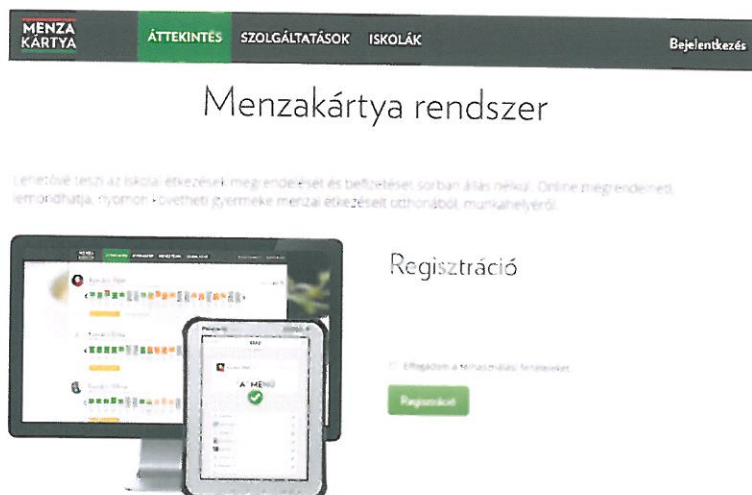 MENZA
KÁRTYA
ÁTTEKINTÉS SZOLGÁLTATÁSOK ISKOLÁK
Bejelentkezés
Menzakártya rendszer
Lehetővé teszi az iskolai étkezések megrendelését és befizetését sorban állás nélkül. Online megrendelheti,
lemondhatja, nyomon követheti gyermeke menzai étkezéseit otthonából, munkahelyéről.
Regisztráció
Elfogadom a felhasználási feltételeket
Regisztráció
"A" MENÜ